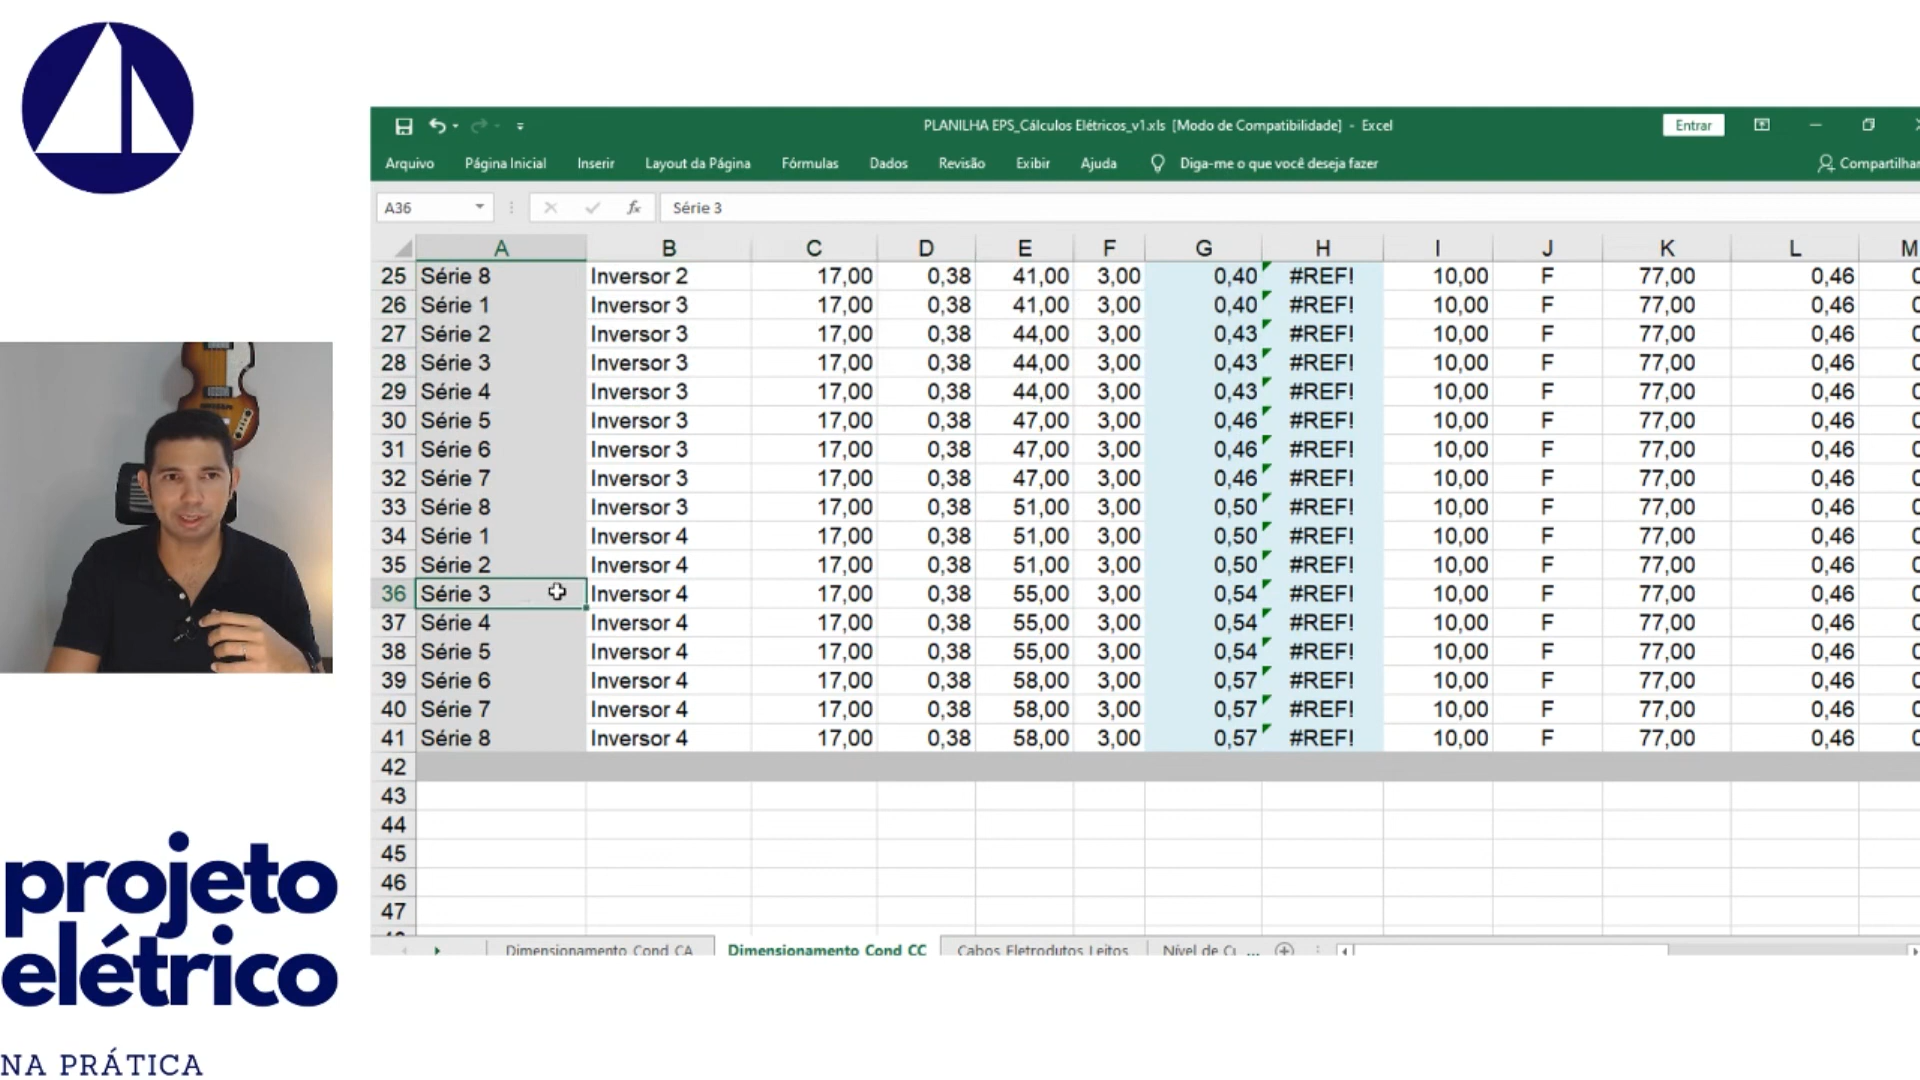 PLANILHA EPS_Cálculos Elétricos_v1.xls [Modo de Compatibilidade] - Excel
Entrar
Arquivo Página Inicial Inserir Layout da Página Fórmulas Dados Revisão Exibir Ajuda Diga-me o que você deseja fazer Compartilhar
A36 fx Série 3
A B C D E F G H I J K L M
25 Série 8 Inversor 2 17,00 0,38 41,00 3,00 0,40 #REF! 10,00 F 77,00 0,46 0
26 Série 1 Inversor 3 17,00 0,38 41,00 3,00 0,40 #REF! 10,00 F 77,00 0,46 0
27 Série 2 Inversor 3 17,00 0,38 44,00 3,00 0,43 #REF! 10,00 F 77,00 0,46 0
28 Série 3 Inversor 3 17,00 0,38 44,00 3,00 0,43 #REF! 10,00 F 77,00 0,46 0
29 Série 4 Inversor 3 17,00 0,38 44,00 3,00 0,43 #REF! 10,00 F 77,00 0,46 0
30 Série 5 Inversor 3 17,00 0,38 47,00 3,00 0,46 #REF! 10,00 F 77,00 0,46 0
31 Série 6 Inversor 3 17,00 0,38 47,00 3,00 0,46 #REF! 10,00 F 77,00 0,46 0
32 Série 7 Inversor 3 17,00 0,38 47,00 3,00 0,46 #REF! 10,00 F 77,00 0,46 0
33 Série 8 Inversor 3 17,00 0,38 51,00 3,00 0,50 #REF! 10,00 F 77,00 0,46 0
34 Série 1 Inversor 4 17,00 0,38 51,00 3,00 0,50 #REF! 10,00 F 77,00 0,46 0
35 Série 2 Inversor 4 17,00 0,38 51,00 3,00 0,50 #REF! 10,00 F 77,00 0,46 0
36 Série 3 Inversor 4 17,00 0,38 55,00 3,00 0,54 #REF! 10,00 F 77,00 0,46 0
37 Série 4 Inversor 4 17,00 0,38 55,00 3,00 0,54 #REF! 10,00 F 77,00 0,46 0
38 Série 5 Inversor 4 17,00 0,38 55,00 3,00 0,54 #REF! 10,00 F 77,00 0,46 0
39 Série 6 Inversor 4 17,00 0,38 58,00 3,00 0,57 #REF! 10,00 F 77,00 0,46 0
40 Série 7 Inversor 4 17,00 0,38 58,00 3,00 0,57 #REF! 10,00 F 77,00 0,46 0
41 Série 8 Inversor 4 17,00 0,38 58,00 3,00 0,57 #REF! 10,00 F 77,00 0,46 0
42
43
44
45
46
47
Dimensionamento Cond CA Dimensionamento Cond CC Cabos Eletrodutos Leitos Nível de Cu ...
projeto
elétrico
NA PRÁTICA